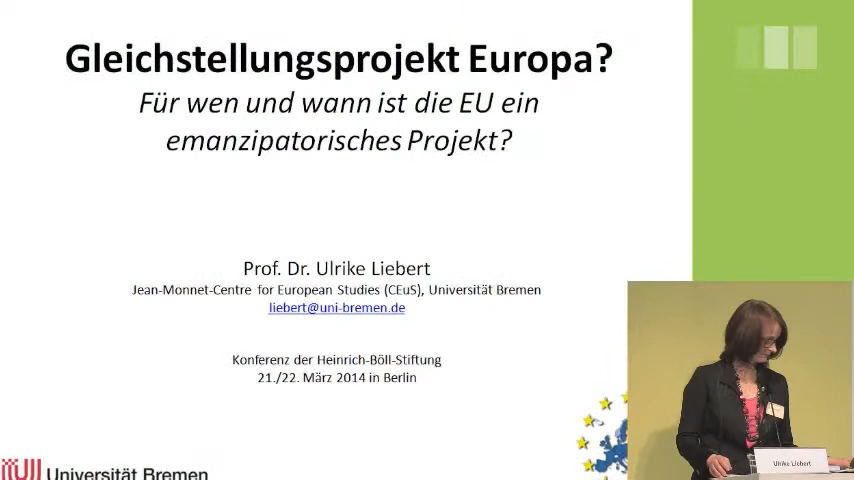 Gleichstellungsprojekt Europa?
Für wen und wann ist die EU ein
emanzipatorisches Projekt?
Prof. Dr. Ulrike Liebert
Jean-Monnet-Centre for European Studies (CEuS), Universität Bremen
liebert@uni-bremen.de
Konferenz der Heinrich-Böll-Stiftung
21./22. März 2014 in Berlin
Ulrike Liebert
Universität Bremen